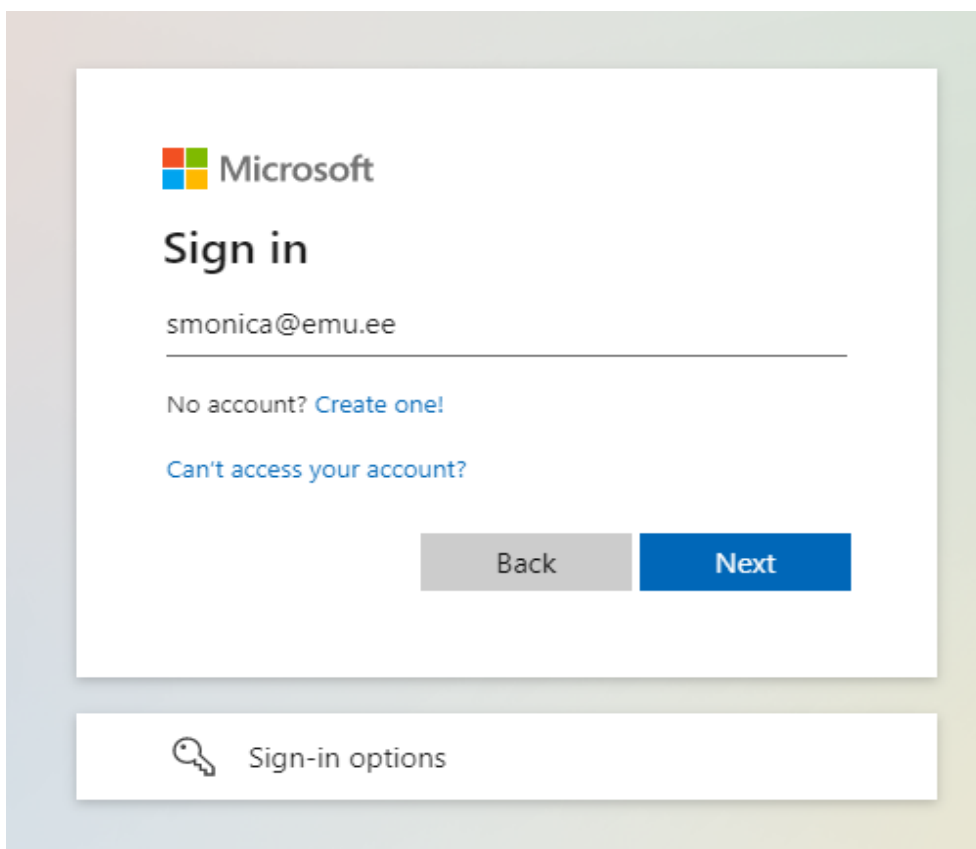 Microsoft
Sign in
smonica@emu.ee
No account? Create one!
Can't access your account?
Back Next
Sign-in options